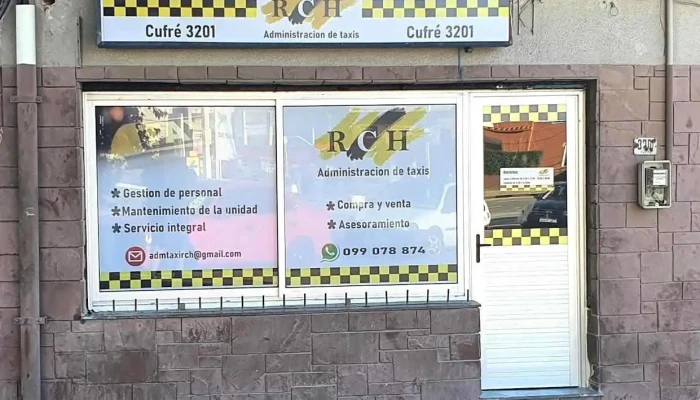 RCH
Cufré 3201
Administracion de taxis
Cufré 3201
*Gestion de personal
*Mantenimiento de la unidad
*Servicio integral
admtaxirch@gmail.com
RCH
Administracion de taxis
*Compra y venta
*Asesoramiento
099 078 874